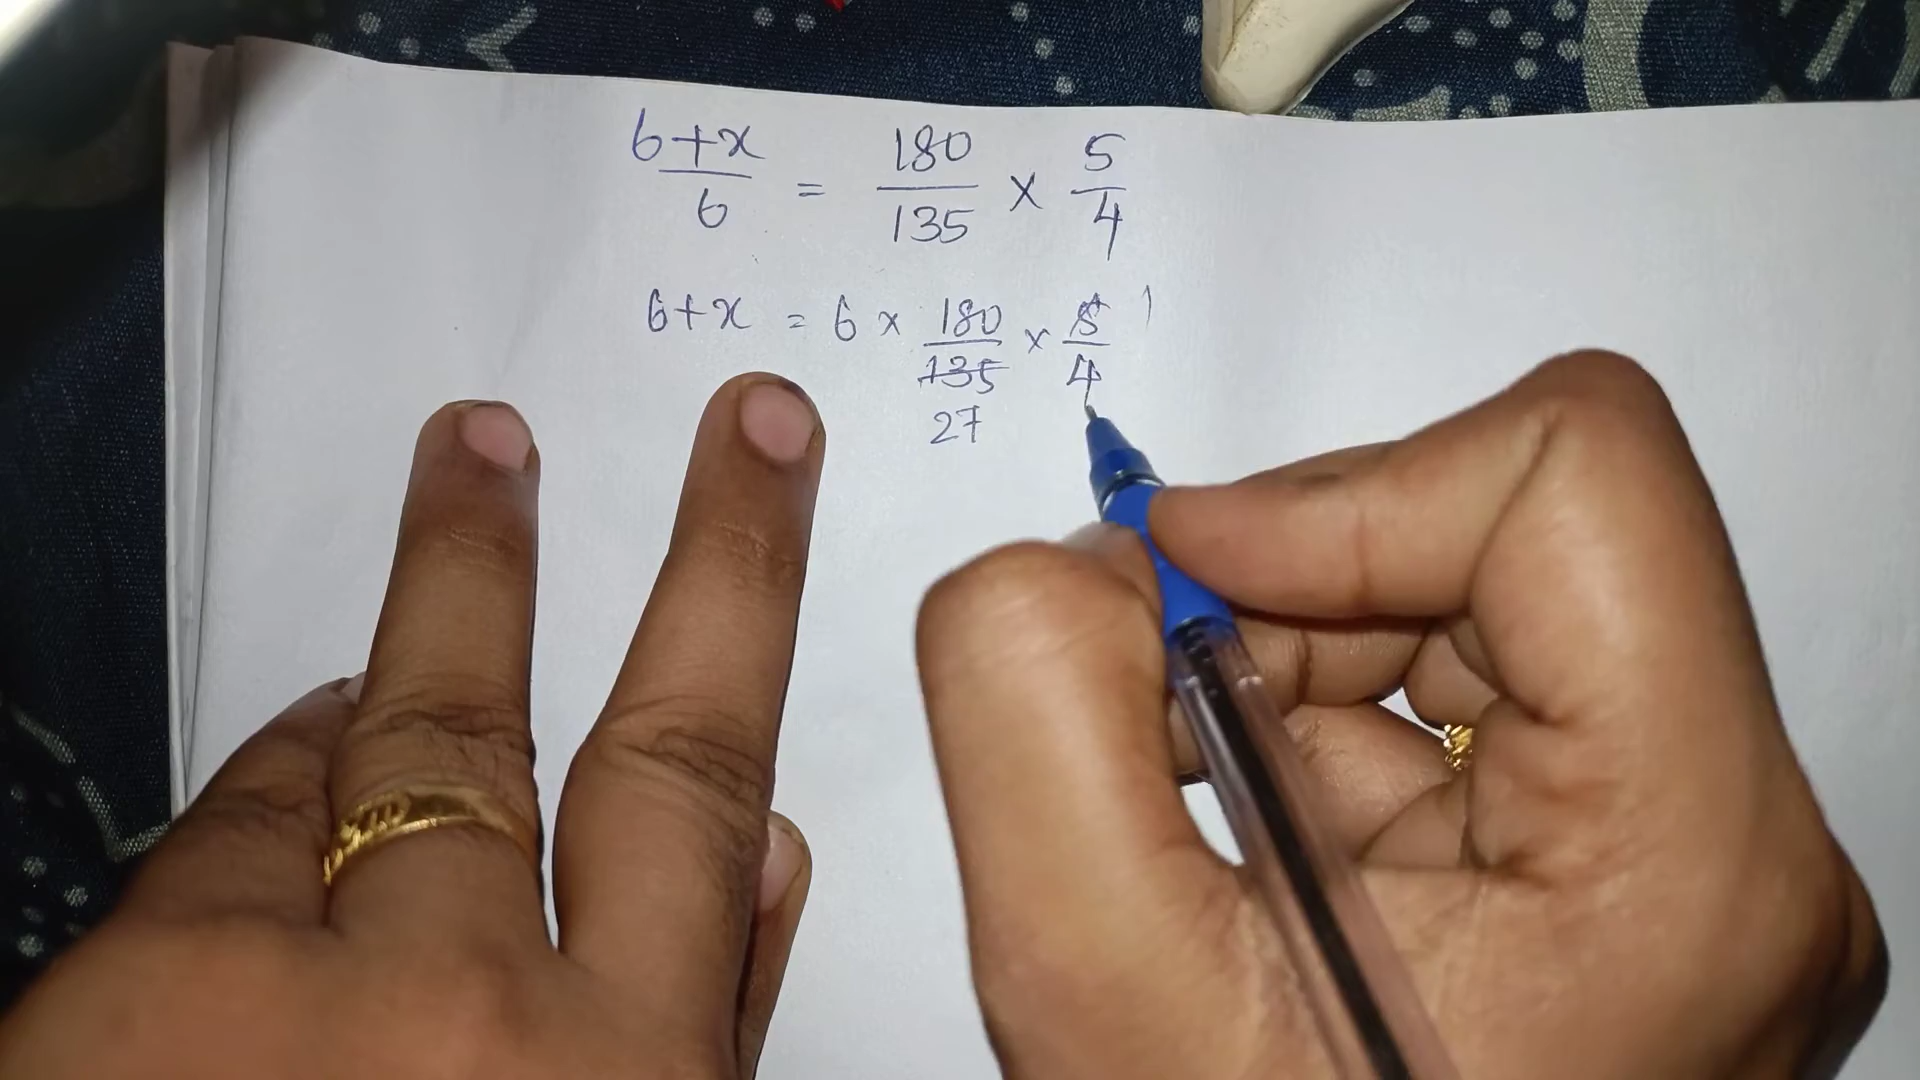 6+x/6 = 180/135 × 5/4
6+x = 6 × 180/135 × 5/4 1
27